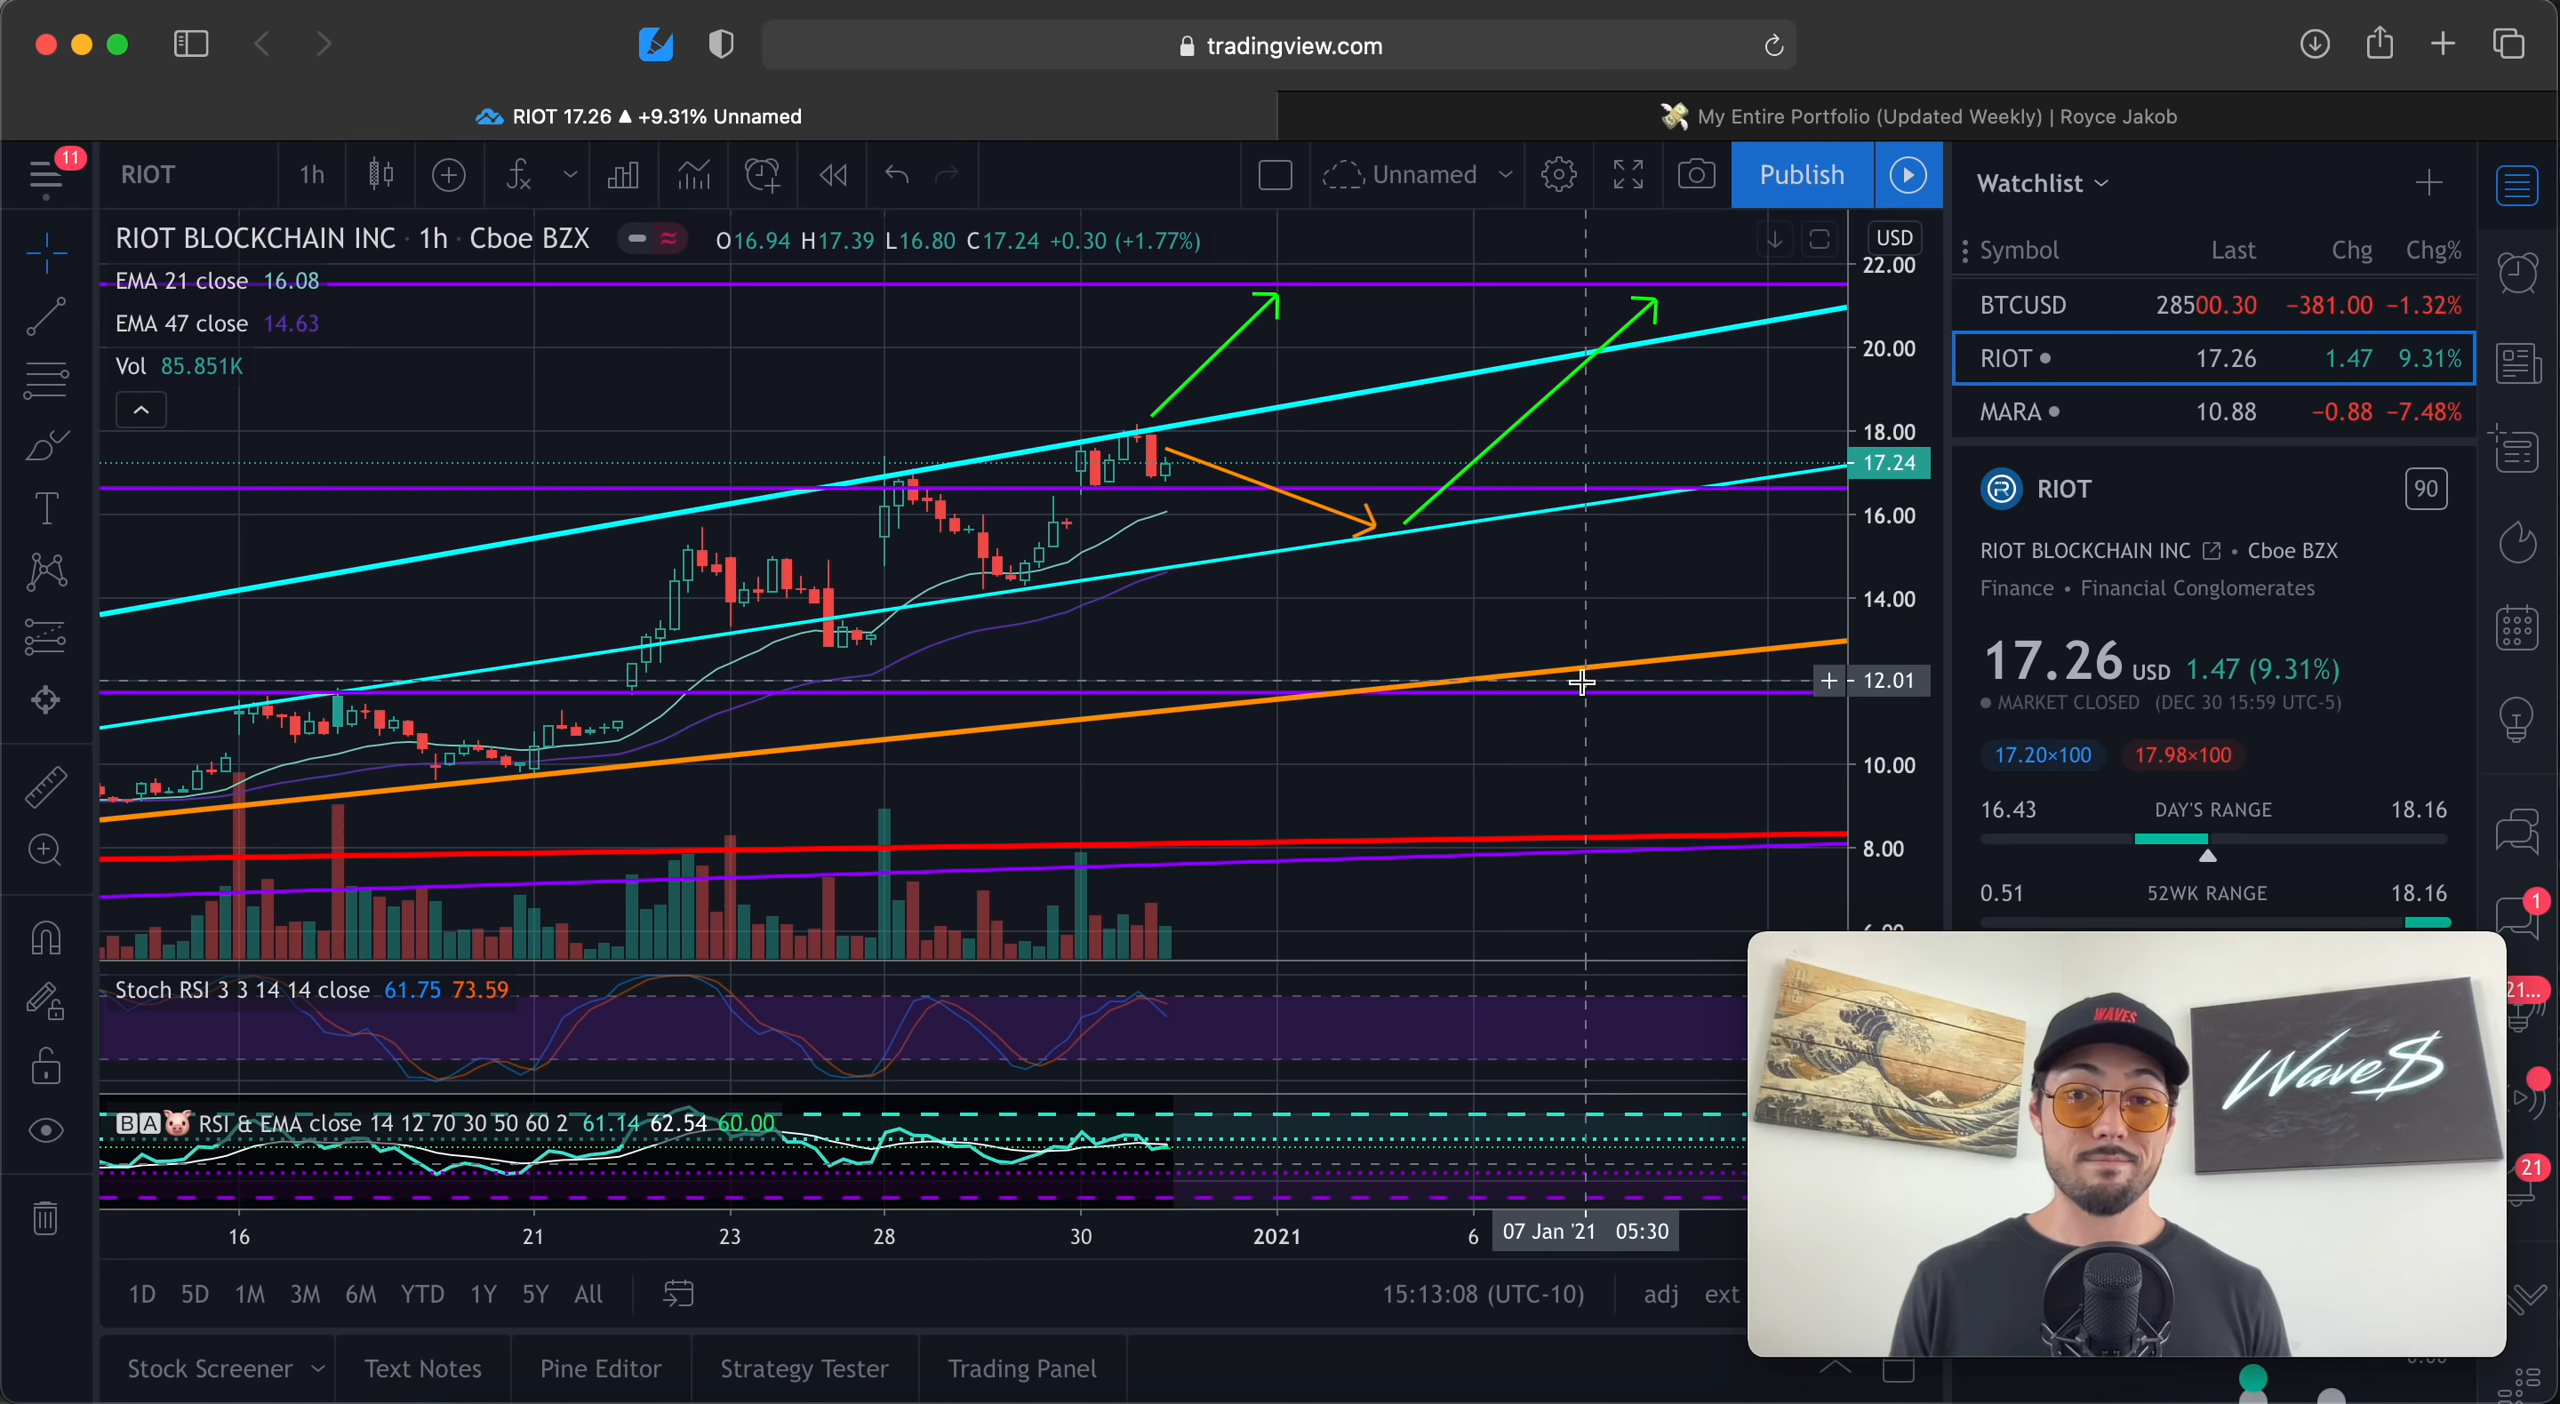 tradingview.com
RIOT 17.26 ▲ +9.31% Unnamed
My Entire Portfolio (Updated Weekly) | Royce Jakob
11
RIOT
1h
Unnamed
Publish
RIOT BLOCKCHAIN INC · 1h · Cboe BZX
O16.94 H17.39 L16.80 C17.24 +0.30 (+1.77%)
EMA 21 close 16.08
EMA 47 close 14.63
Vol 85.851K
USD
22.00
20.00
18.00
17.24
16.00
14.00
12.01
10.00
8.00
6.00
Stoch RSI 3 3 14 14 close 61.75 73.59
BA🐷 RSI & EMA close 14 12 70 30 50 60 2 61.14 62.54 60.00
16
21
23
28
30
2021
6
07 Jan '21 05:30
1D 5D 1M 3M 6M YTD 1Y 5Y All
15:13:08 (UTC-10)
adj
ext
Stock Screener
Text Notes
Pine Editor
Strategy Tester
Trading Panel
Watchlist
Symbol Last Chg Chg%
BTCUSD 28500.30 −381.00 −1.32%
RIOT 17.26 1.47 9.31%
MARA 10.88 −0.88 −7.48%
RIOT
90
RIOT BLOCKCHAIN INC • Cboe BZX
Finance • Financial Conglomerates
17.26 USD 1.47 (9.31%)
MARKET CLOSED (DEC 30 15:59 UTC-5)
17.20×100
17.98×100
16.43 DAY'S RANGE 18.16
0.51 52WK RANGE 18.16
1
21...
21
WAVES
Wave$